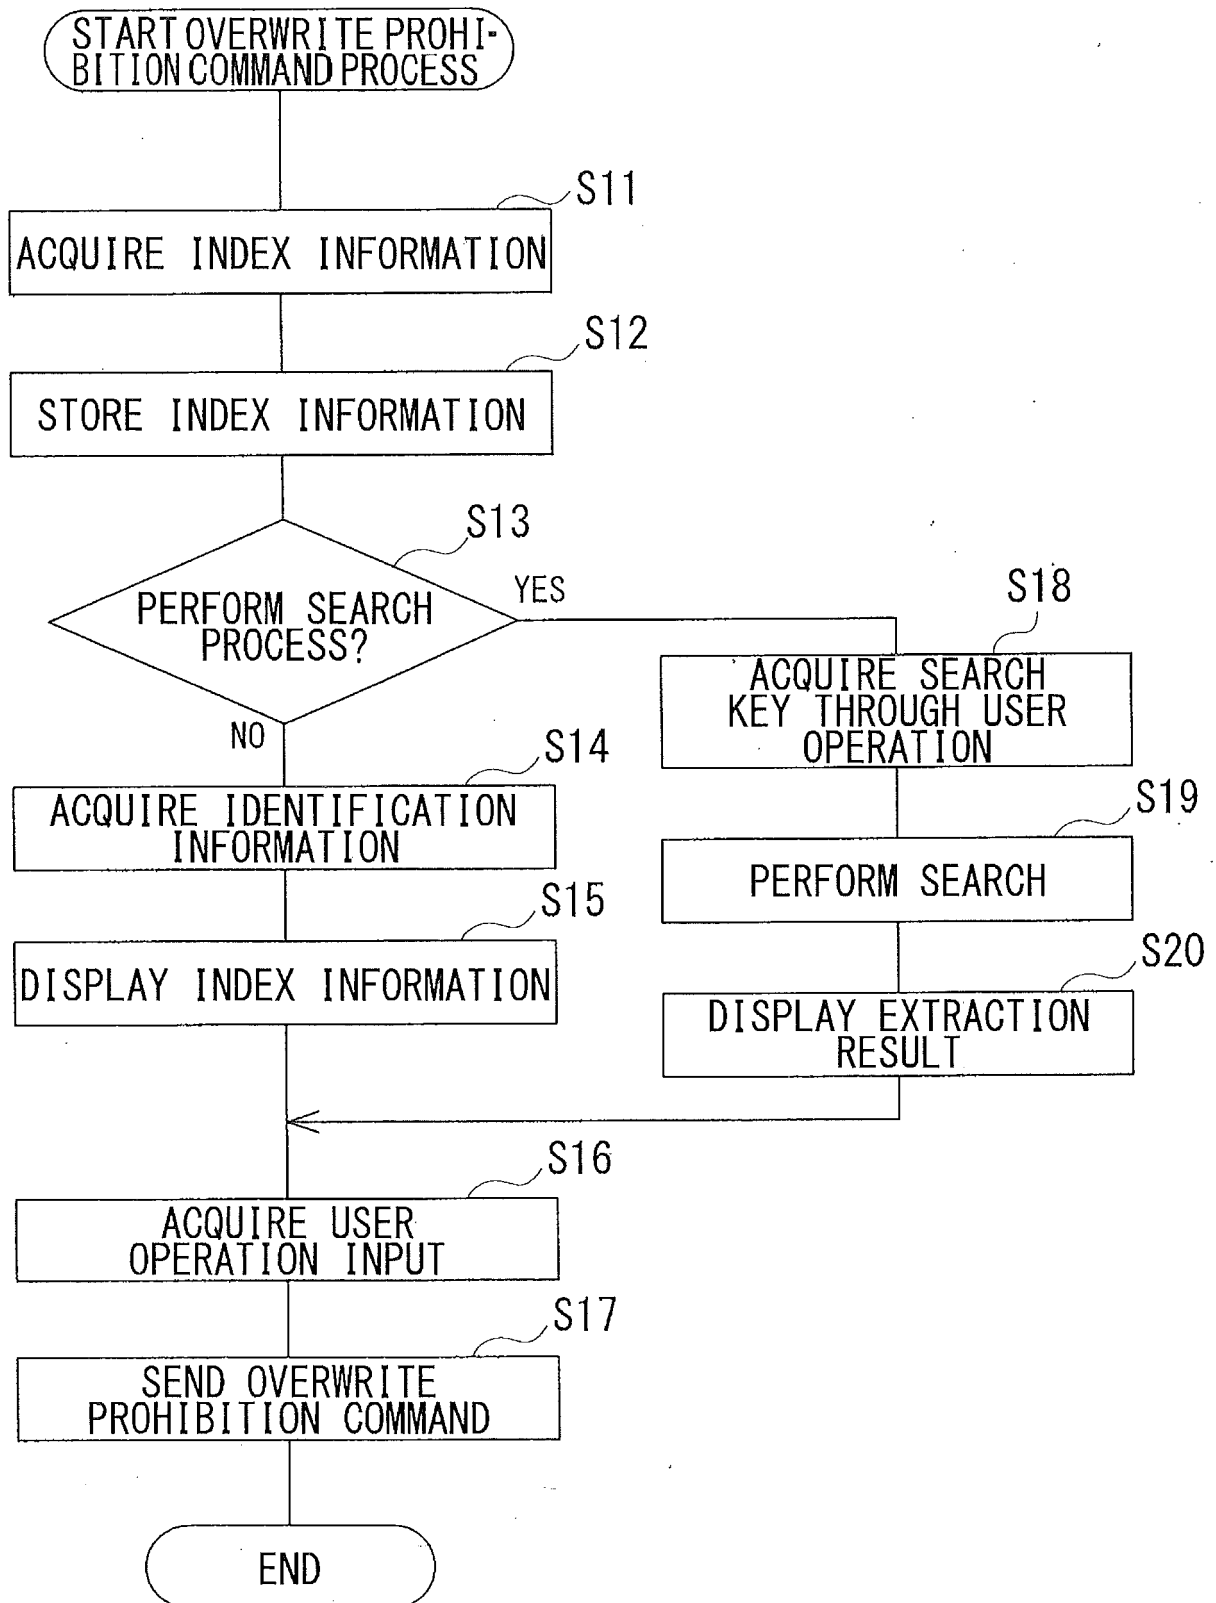 START OVERWRITE PROHI-
BITION COMMAND PROCESS
S11
ACQUIRE INDEX INFORMATION
S12
STORE INDEX INFORMATION
S13
PERFORM SEARCH
PROCESS?
YES
NO
S14
ACQUIRE IDENTIFICATION
INFORMATION
S15
DISPLAY INDEX INFORMATION
S18
ACQUIRE SEARCH
KEY THROUGH USER
OPERATION
S19
PERFORM SEARCH
S20
DISPLAY EXTRACTION
RESULT
S16
ACQUIRE USER
OPERATION INPUT
S17
SEND OVERWRITE
PROHIBITION COMMAND
END